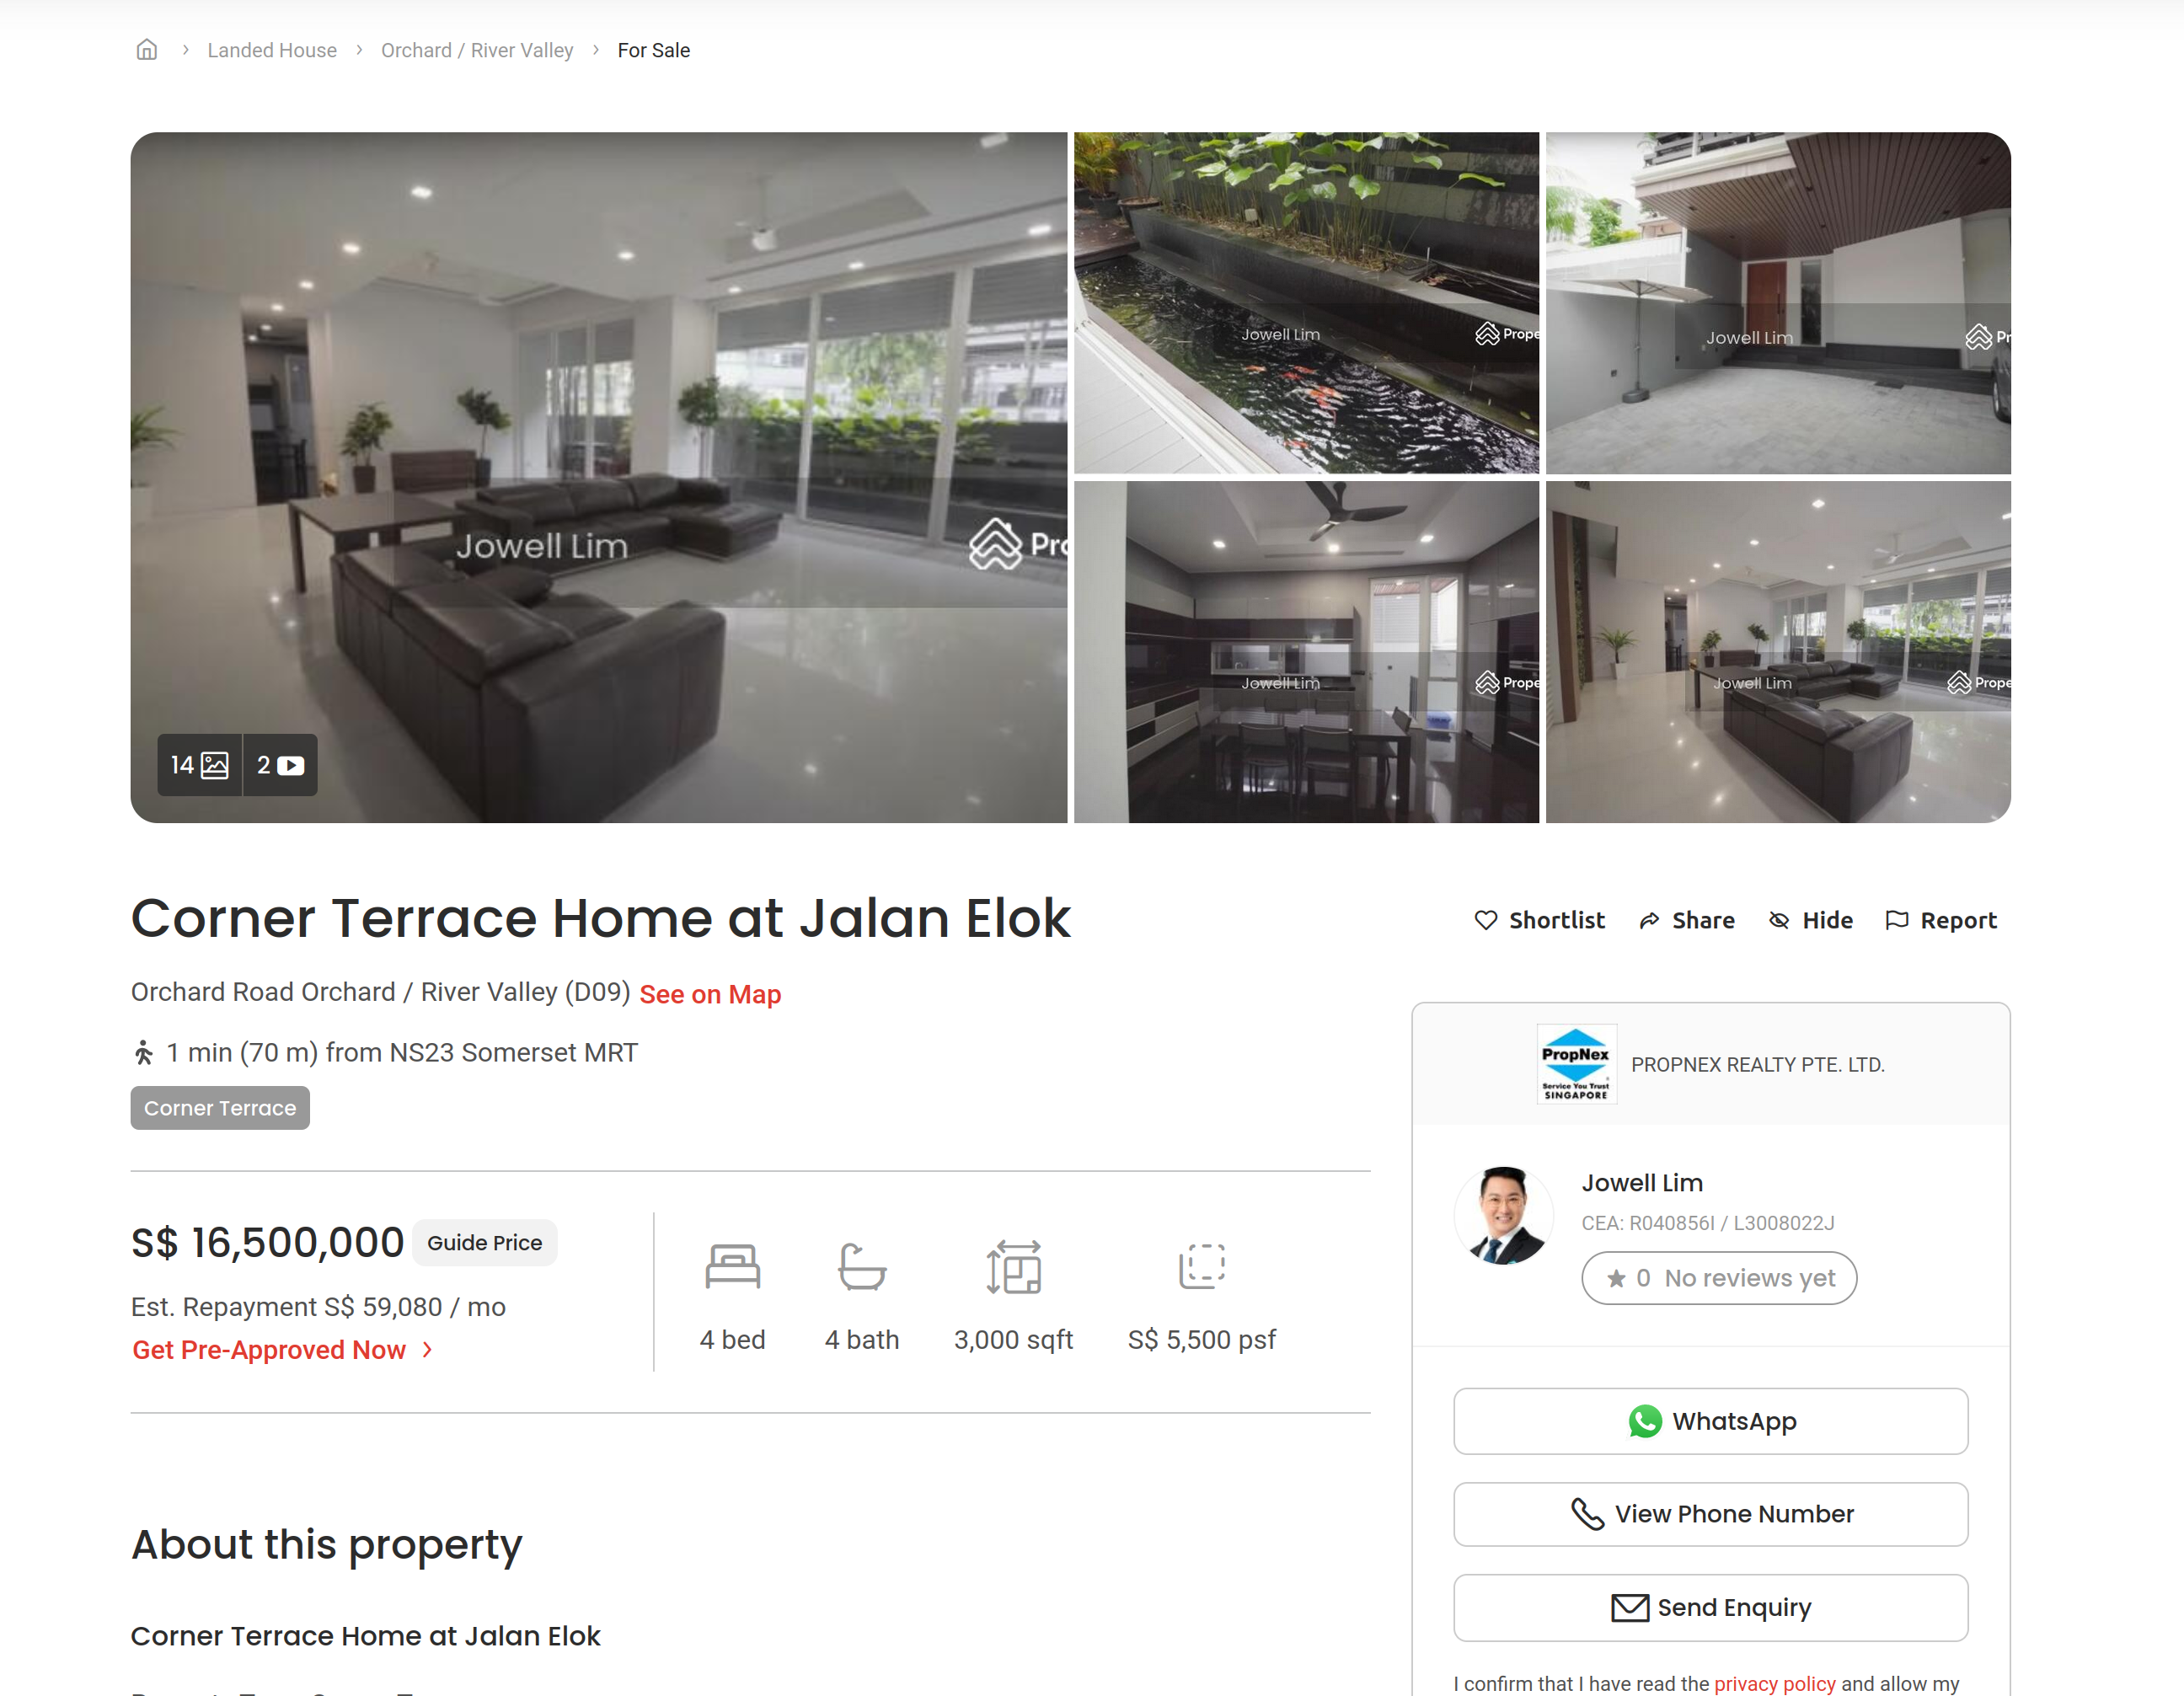 Landed House > Orchard / River Valley > For Sale
Jowell Lim
Jowell Lim
Prope
Jowell Lim
Pr
Jowell Lim
Pro
Jowell Lim
Prope
Jowell Lim
Prope
14 2
Corner Terrace Home at Jalan Elok
Shortlist Share Hide Report
Orchard Road Orchard / River Valley (D09) See on Map
1 min (70 m) from NS23 Somerset MRT
Corner Terrace
PropNex
Service You Trust
SINGAPORE
PROPNEX REALTY PTE. LTD.
Jowell Lim
CEA: R040856I / L3008022J
0 No reviews yet
S$ 16,500,000 Guide Price
Est. Repayment S$ 59,080 / mo
Get Pre-Approved Now >
4 bed 4 bath 3,000 sqft S$ 5,500 psf
WhatsApp
View Phone Number
Send Enquiry
I confirm that I have read the privacy policy and allow my
About this property
Corner Terrace Home at Jalan Elok